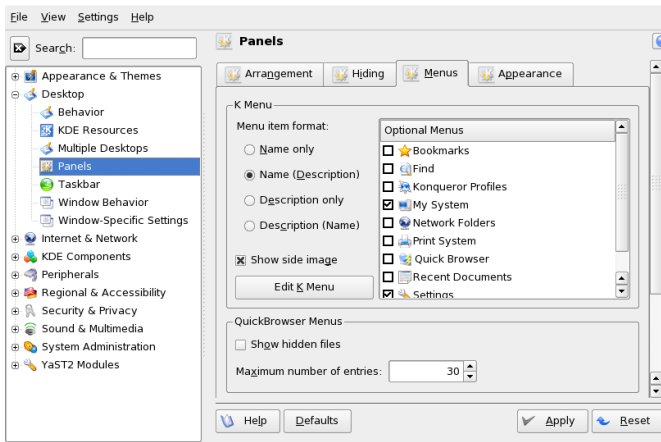 File View Settings Help
Search:
Appearance & Themes
Desktop
Behavior
KDE Resources
Multiple Desktops
Panels
Taskbar
Window Behavior
Window-Specific Settings
Internet & Network
KDE Components
Peripherals
Regional & Accessibility
Security & Privacy
Sound & Multimedia
System Administration
YaST2 Modules
Panels
Arrangement Hiding Menus Appearance
K Menu
Menu item format:
Name only
Name (Description)
Description only
Description (Name)
Show side image
Edit K Menu
Optional Menus
Bookmarks
Find
Konqueror Profiles
My System
Network Folders
Print System
Quick Browser
Recent Documents
Settings
QuickBrowser Menus
Show hidden files
Maximum number of entries: 30
Help Defaults Apply Reset